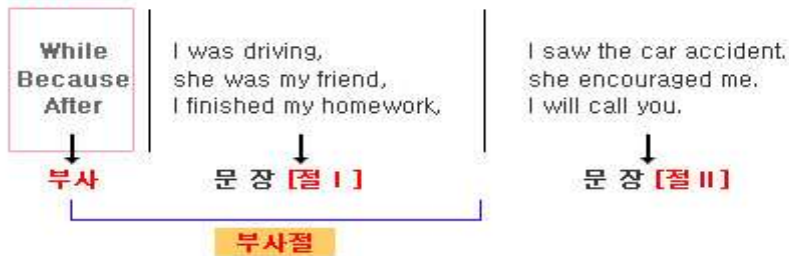 While I was driving, I saw the car accident.
Because she was my friend, she encouraged me.
After I finished my homework, I will call you.
부사 문 장 [절 I ] 문 장 [절 II ]
부사절